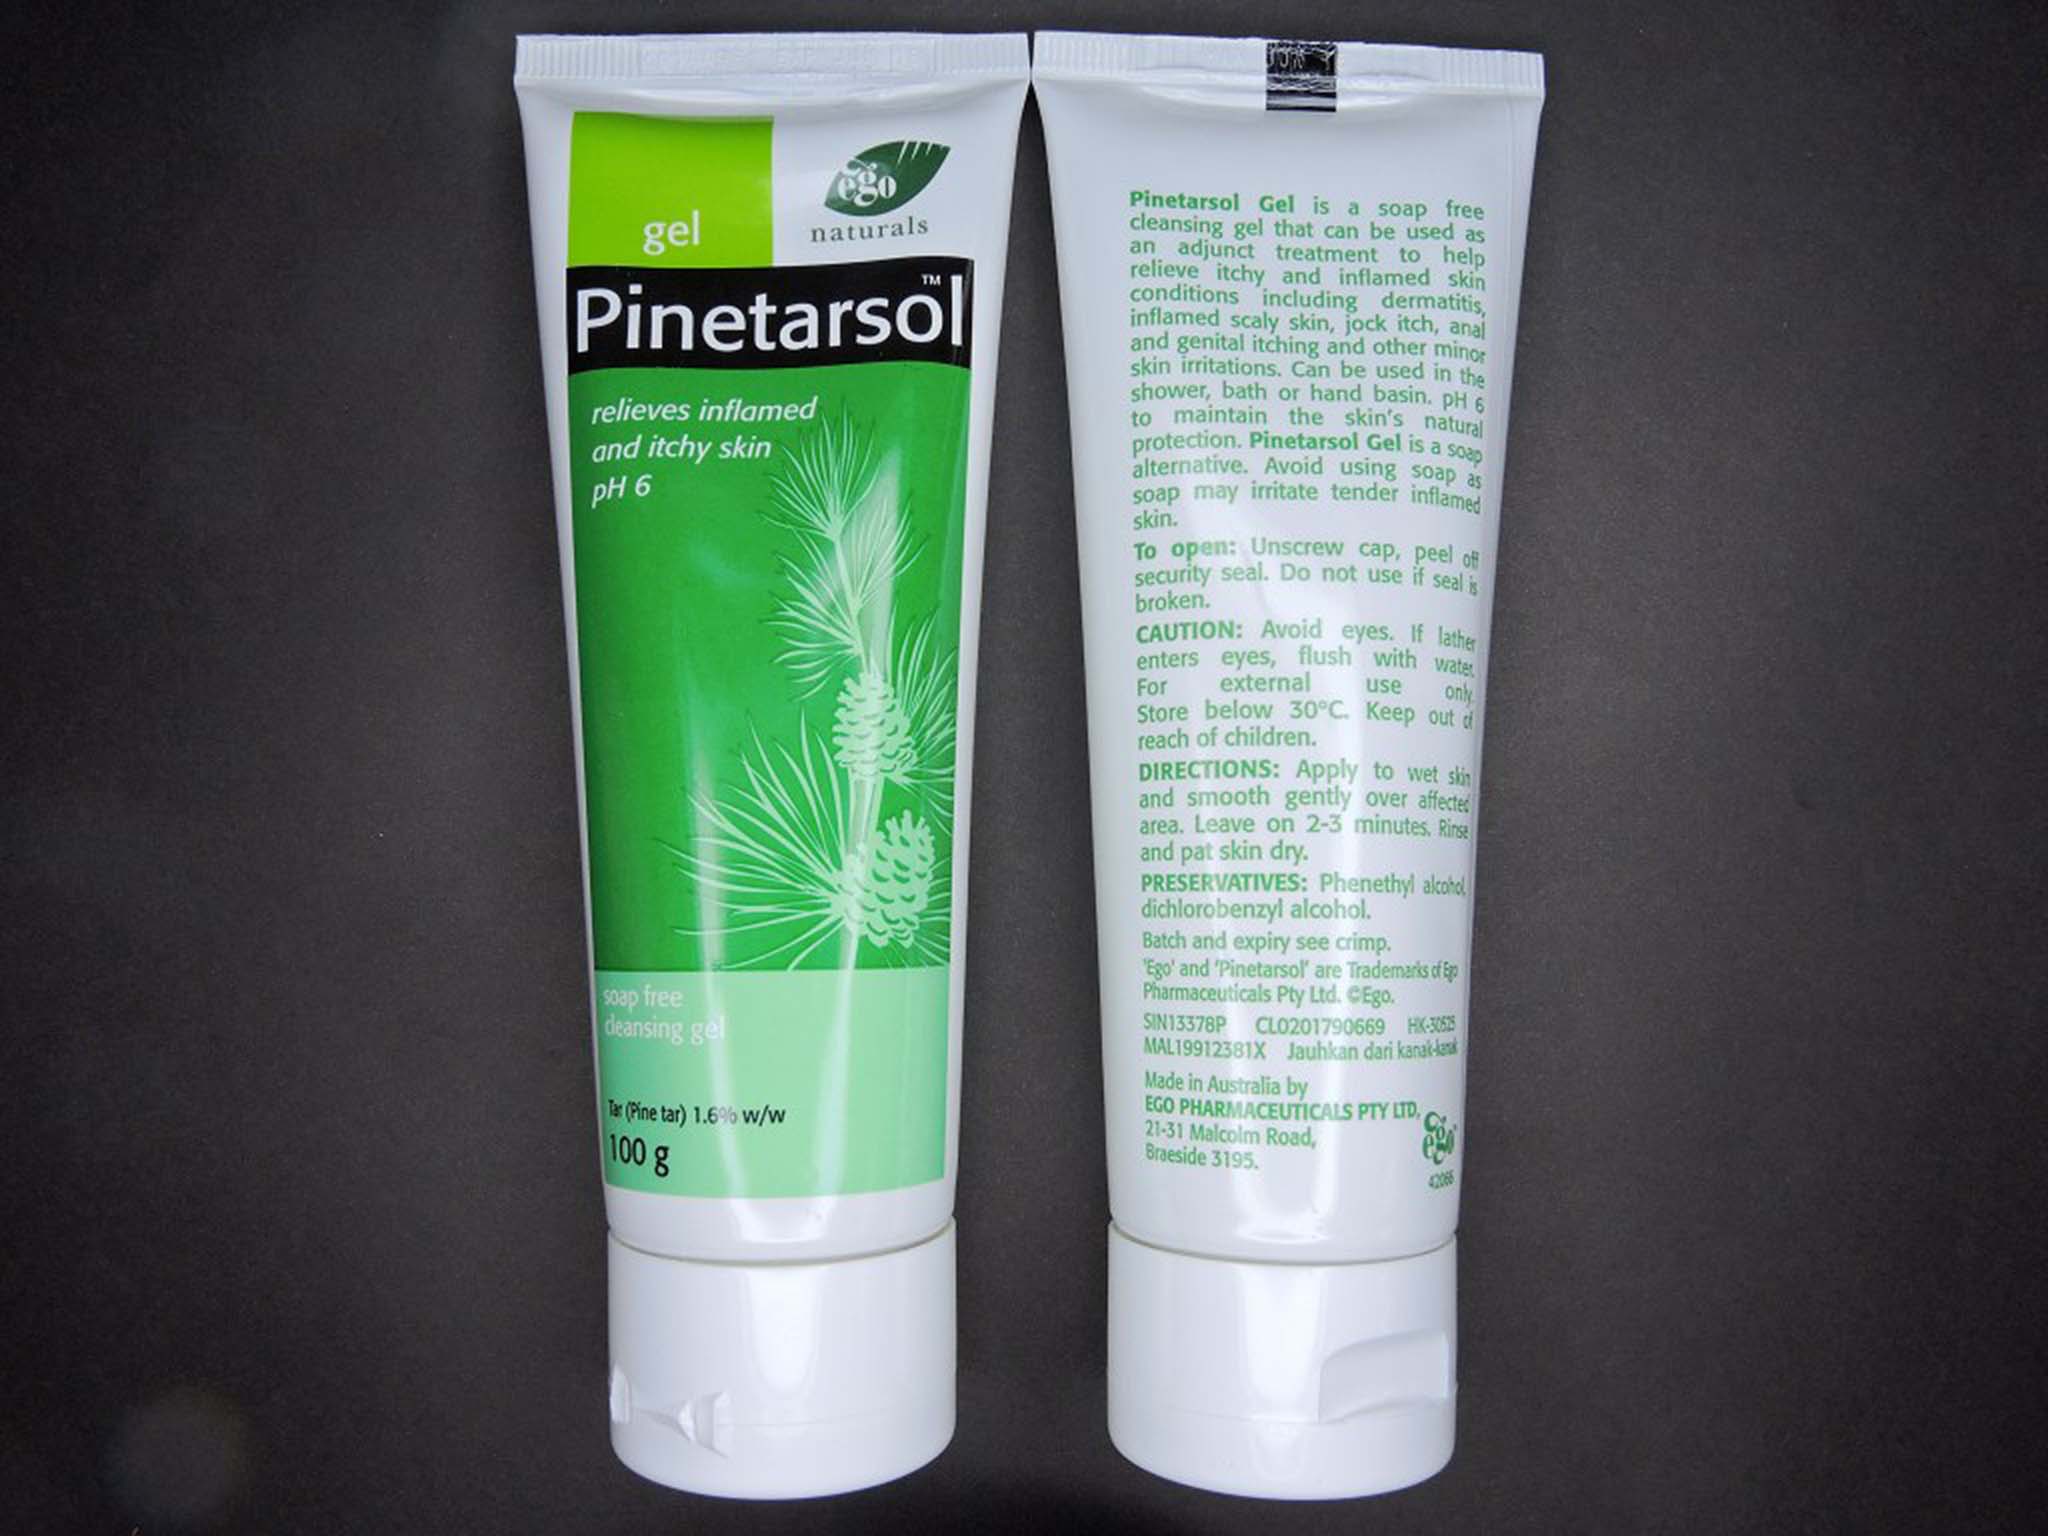 gel
ego
naturals
Pinetarsol™
relieves inflamed
and itchy skin
pH 6
soap free
cleansing gel
Tar (Pine tar) 1.6% w/w
100 g
Pinetarsol Gel is a soap free
cleansing gel that can be used as
an adjunct treatment to help
relieve itchy and inflamed skin
conditions including dermatitis,
inflamed scaly skin, jock itch, anal
and genital itching and other minor
skin irritations. Can be used in the
shower, bath or hand basin. pH 6
to maintain the skin's natural
protection. Pinetarsol Gel is a soap
alternative. Avoid using soap as
soap may irritate tender inflamed
skin.
To open: Unscrew cap, peel off
security seal. Do not use if seal is
broken.
CAUTION: Avoid eyes. If lather
enters eyes, flush with water.
For external use only.
Store below 30°C. Keep out of
reach of children.
DIRECTIONS: Apply to wet skin
and smooth gently over affected
area. Leave on 2-3 minutes. Rinse
and pat skin dry.
PRESERVATIVES: Phenethyl alcohol,
dichlorobenzyl alcohol.
Batch and expiry see crimp.
'Ego' and 'Pinetarsol' are Trademarks of Ego
Pharmaceuticals Pty Ltd. ©Ego.
SIN13378P CL0201790669 HK-30525
MAL19912381X Jauhkan dari kanak-kanak
Made in Australia by
EGO PHARMACEUTICALS PTY LTD,
21-31 Malcolm Road,
Braeside 3195.
ego
42066